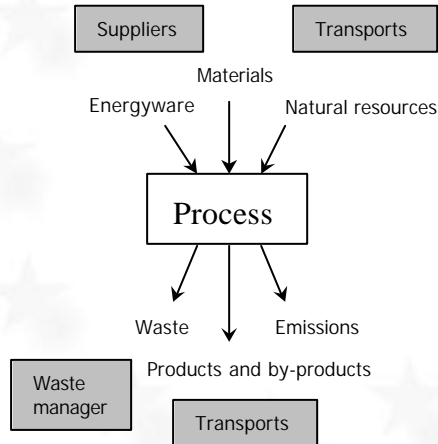 Suppliers
Transports
Materials
Energyware
Natural resources
Process
Waste
Emissions
Products and by-products
Waste
manager
Transports